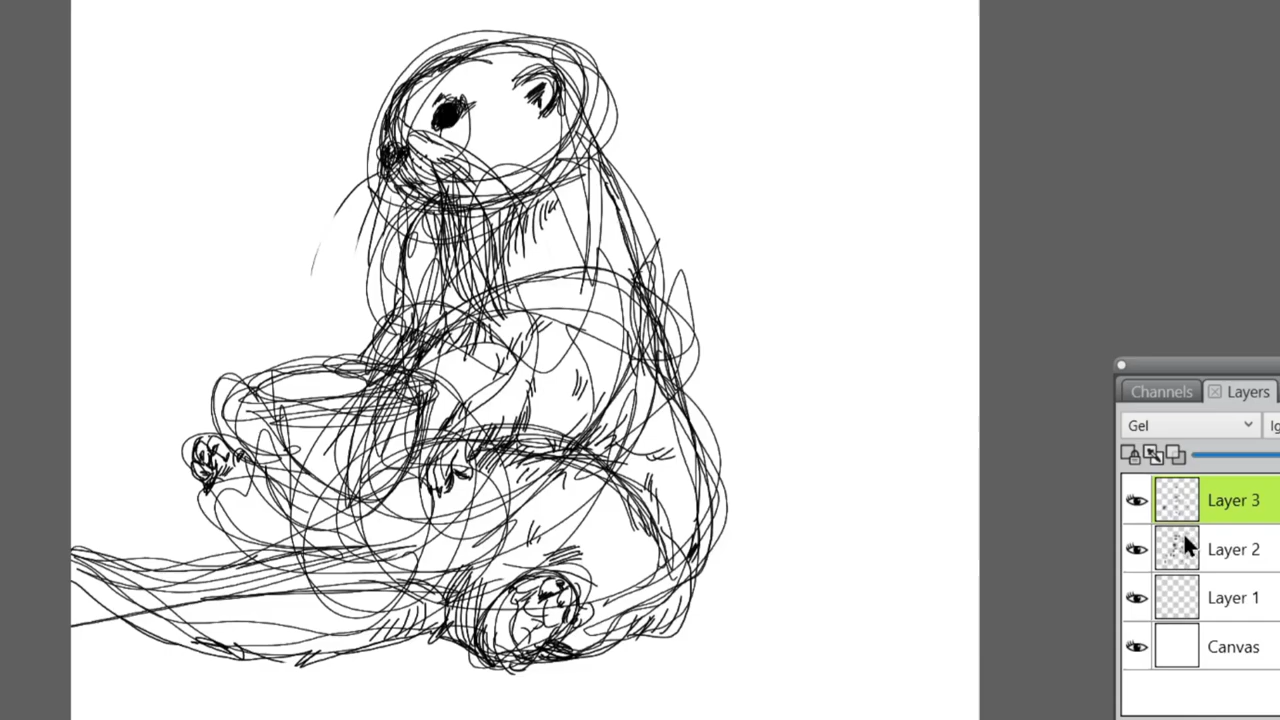 Channels Layers
Gel
Layer 3
Layer 2
Layer 1
Canvas